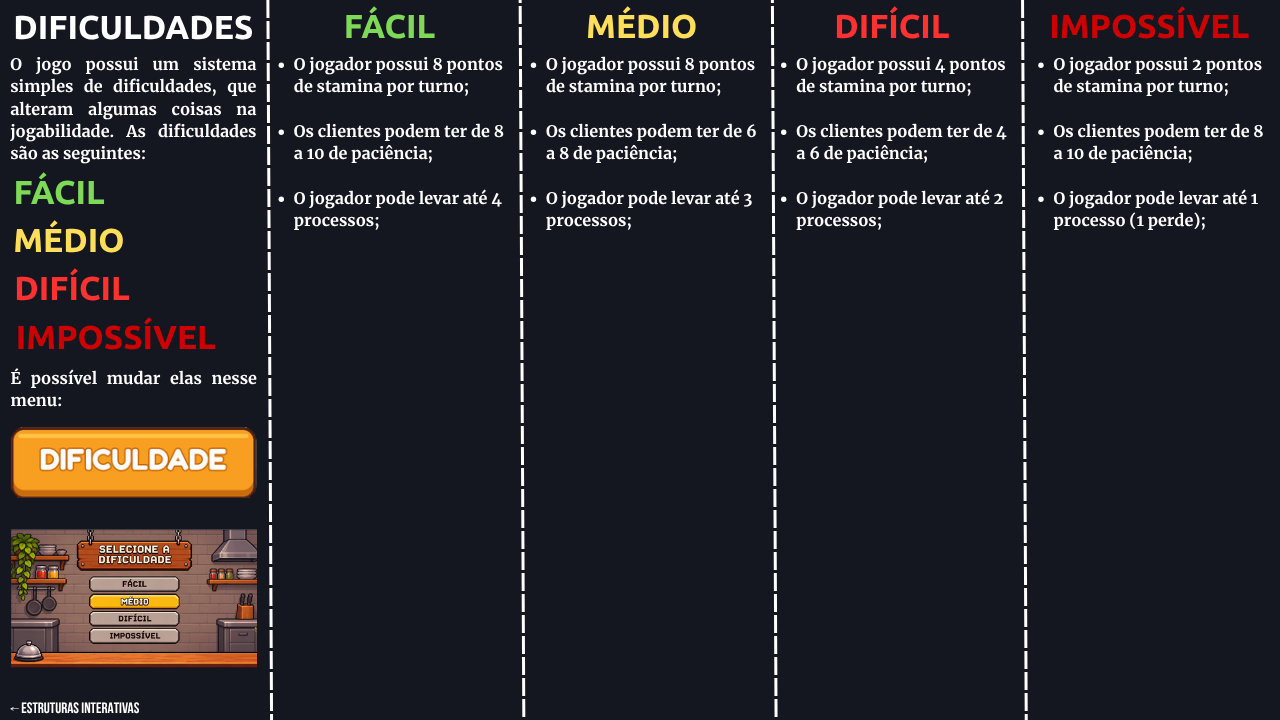 DIFICULDADES
O jogo possui um sistema
simples de dificuldades, que
alteram algumas coisas na
jogabilidade. As dificuldades
são as seguintes:
FÁCIL
MÉDIO
DIFÍCIL
IMPOSSÍVEL
É possível mudar elas nesse
menu:
DIFICULDADE
SELECIONE A
DIFICULDADE
FÁCIL
MÉDIO
DIFÍCIL
IMPOSSÍVEL
←ESTRUTURAS INTERATIVAS
FÁCIL
• O jogador possui 8 pontos
de stamina por turno;
• Os clientes podem ter de 8
a 10 de paciência;
• O jogador pode levar até 4
processos;
MÉDIO
• O jogador possui 8 pontos
de stamina por turno;
• Os clientes podem ter de 6
a 8 de paciência;
• O jogador pode levar até 3
processos;
DIFÍCIL
• O jogador possui 4 pontos
de stamina por turno;
• Os clientes podem ter de 4
a 6 de paciência;
• O jogador pode levar até 2
processos;
IMPOSSÍVEL
• O jogador possui 2 pontos
de stamina por turno;
• Os clientes podem ter de 8
a 10 de paciência;
• O jogador pode levar até 1
processo (1 perde);